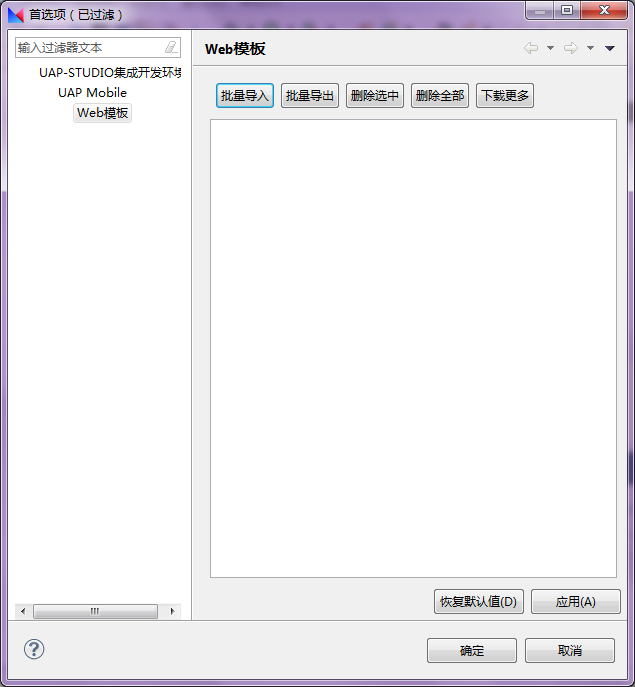 首选项（已过滤）
输入过滤器文本
UAP-STUDIO集成开发环境
UAP Mobile
Web模板
Web模板
批量导入 批量导出 删除选中 删除全部 下载更多
恢复默认值(D) 应用(A)
确定 取消